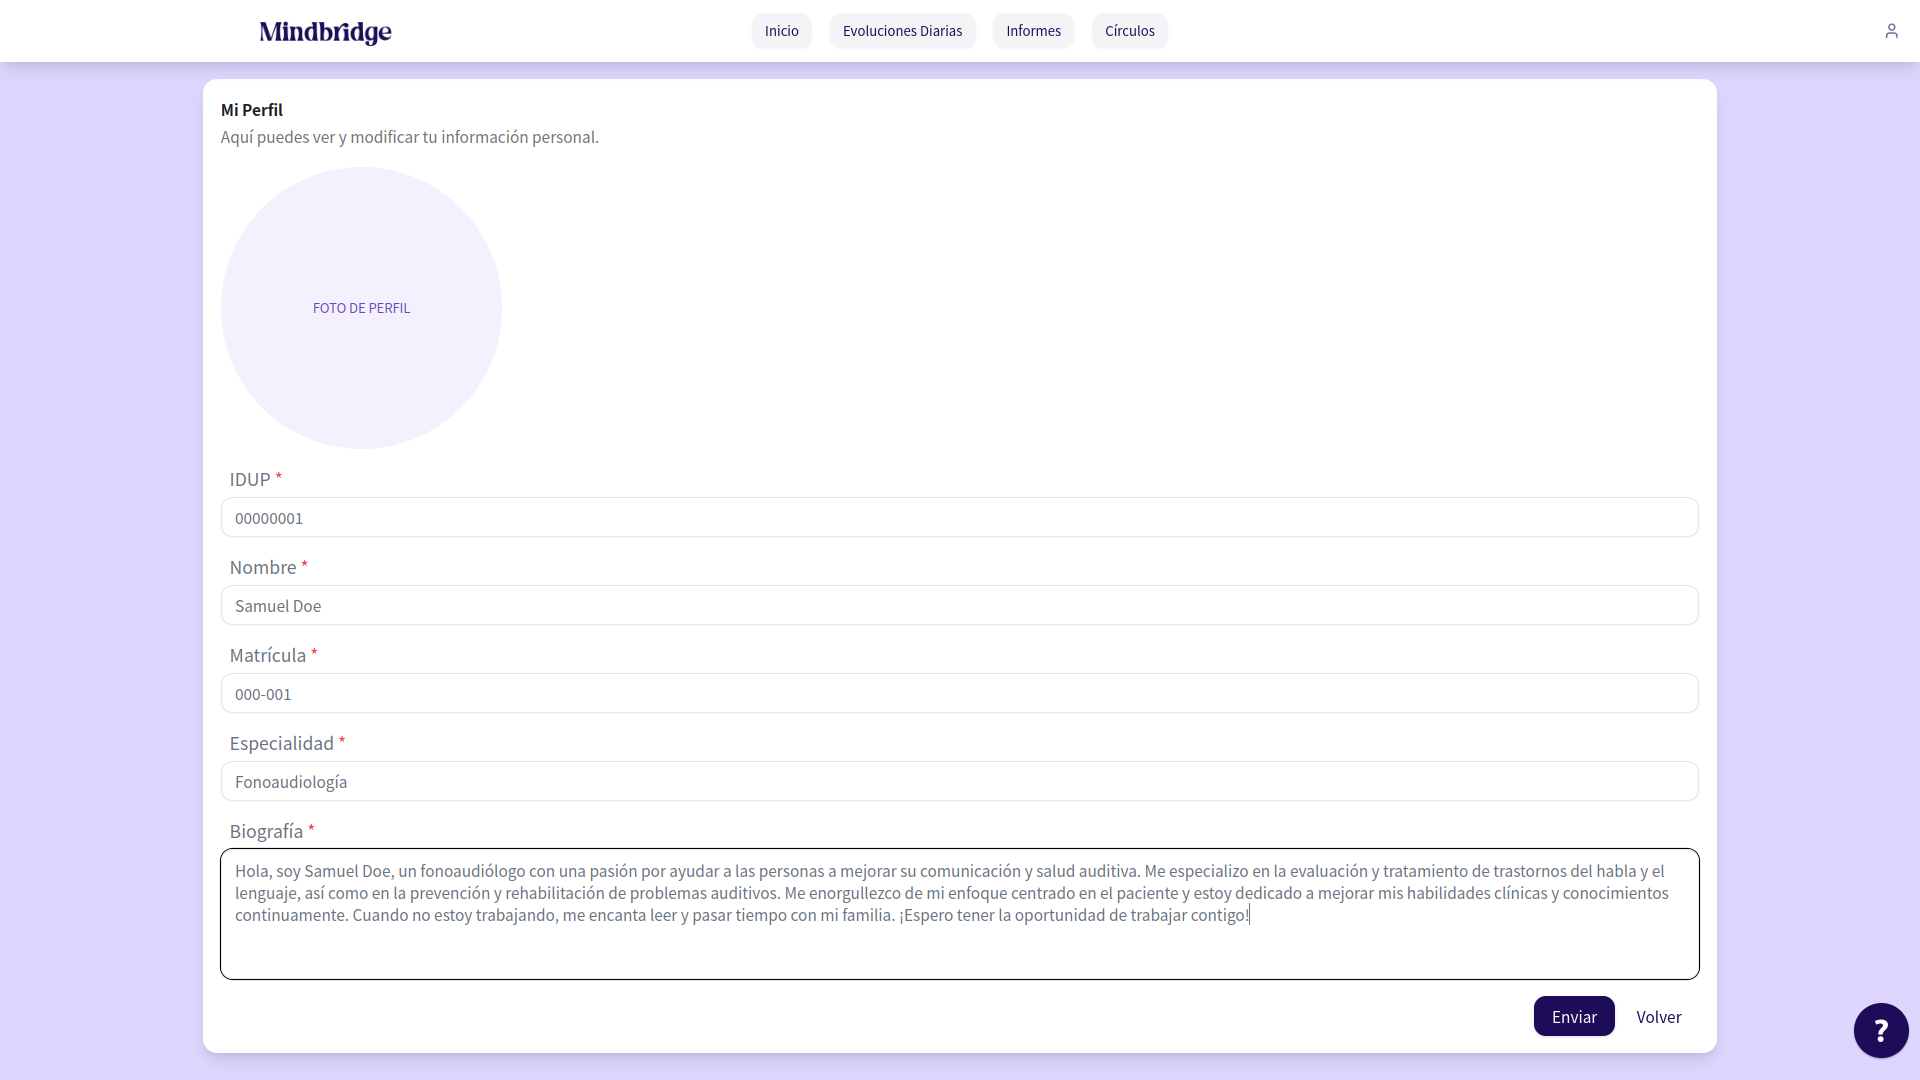 Mindbridge
Inicio
Evoluciones Diarias
Informes
Círculos
Mi Perfil
Aquí puedes ver y modificar tu información personal.
FOTO DE PERFIL
IDUP *
00000001
Nombre *
Samuel Doe
Matrícula *
000-001
Especialidad *
Fonoaudiología
Biografía *
Hola, soy Samuel Doe, un fonoaudiólogo con una pasión por ayudar a las personas a mejorar su comunicación y salud auditiva. Me especializo en la evaluación y tratamiento de trastornos del habla y el
lenguaje, así como en la prevención y rehabilitación de problemas auditivos. Me enorgullezco de mi enfoque centrado en el paciente y estoy dedicado a mejorar mis habilidades clínicas y conocimientos
continuamente. Cuando no estoy trabajando, me encanta leer y pasar tiempo con mi familia. ¡Espero tener la oportunidad de trabajar contigo!
Enviar
Volver
?